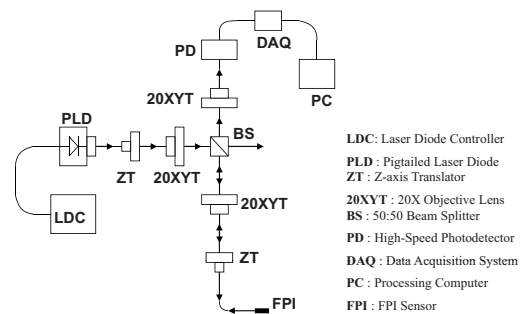 DAQ
PD
PC
20XYT
PLD
BS
ZT
20XYT
LDC
20XYT
ZT
FPI
LDC: Laser Diode Controller
PLD : Pigtailed Laser Diode
ZT : Z-axis Translator
20XYT : 20X Objective Lens
BS : 50:50 Beam Splitter
PD : High-Speed Photodetector
DAQ : Data Acquisition System
PC : Processing Computer
FPI : FPI Sensor